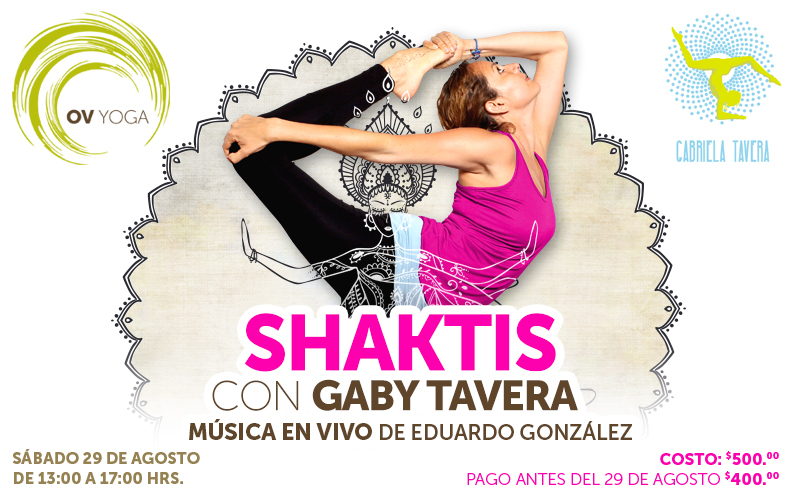 OV YOGA
CABRIELA TAVERA
SHAKTIS
CON GABY TAVERA
MÚSICA EN VIVO DE EDUARDO GONZÁLEZ
SÁBADO 29 DE AGOSTO
DE 13:00 A 17:00 HRS.
COSTO: $500.00
PAGO ANTES DEL 29 DE AGOSTO $400.00